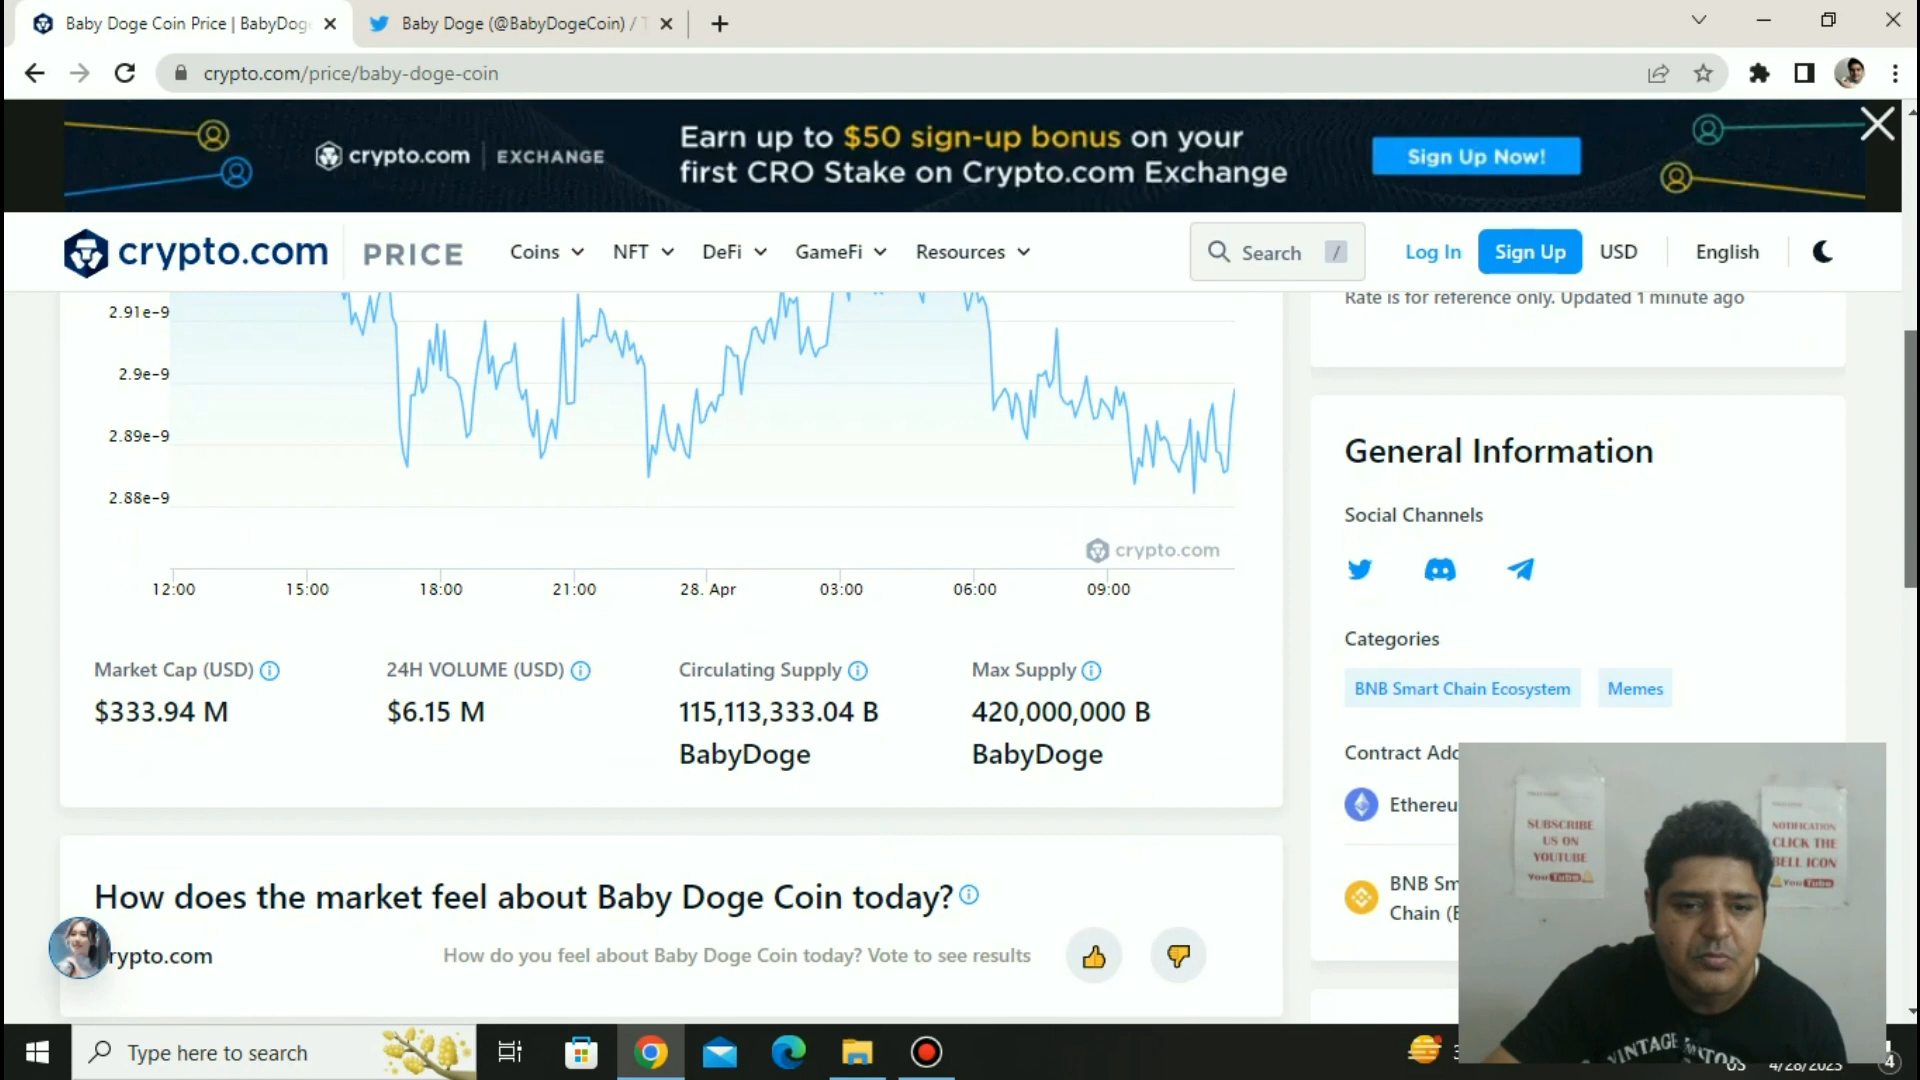 Baby Doge Coin Price | BabyDog
Baby Doge (@BabyDogeCoin) / T
crypto.com/price/baby-doge-coin
crypto.com EXCHANGE
Earn up to $50 sign-up bonus on your
first CRO Stake on Crypto.com Exchange
Sign Up Now!
crypto.com PRICE
Coins
NFT
DeFi
GameFi
Resources
Search /
Log In
Sign Up
USD
English
2.91e-9
2.9e-9
2.89e-9
2.88e-9
crypto.com
12:00 15:00 18:00 21:00 28. Apr 03:00 06:00 09:00
Rate is for reference only. Updated 1 minute ago
Market Cap (USD)
$333.94 M
24H VOLUME (USD)
$6.15 M
Circulating Supply
115,113,333.04 B
BabyDoge
Max Supply
420,000,000 B
BabyDoge
General Information
Social Channels
Categories
BNB Smart Chain Ecosystem
Memes
Contract Add
Ethereu
BNB Sm
Chain (B
How does the market feel about Baby Doge Coin today?
rypto.com
How do you feel about Baby Doge Coin today? Vote to see results
SUBSCRIBE
US ON
YOUTUBE
YouTube
NOTIFICATION
CLICK THE
BELL ICON
YouTube
VINTAGE
Type here to search
4/28/2023
4